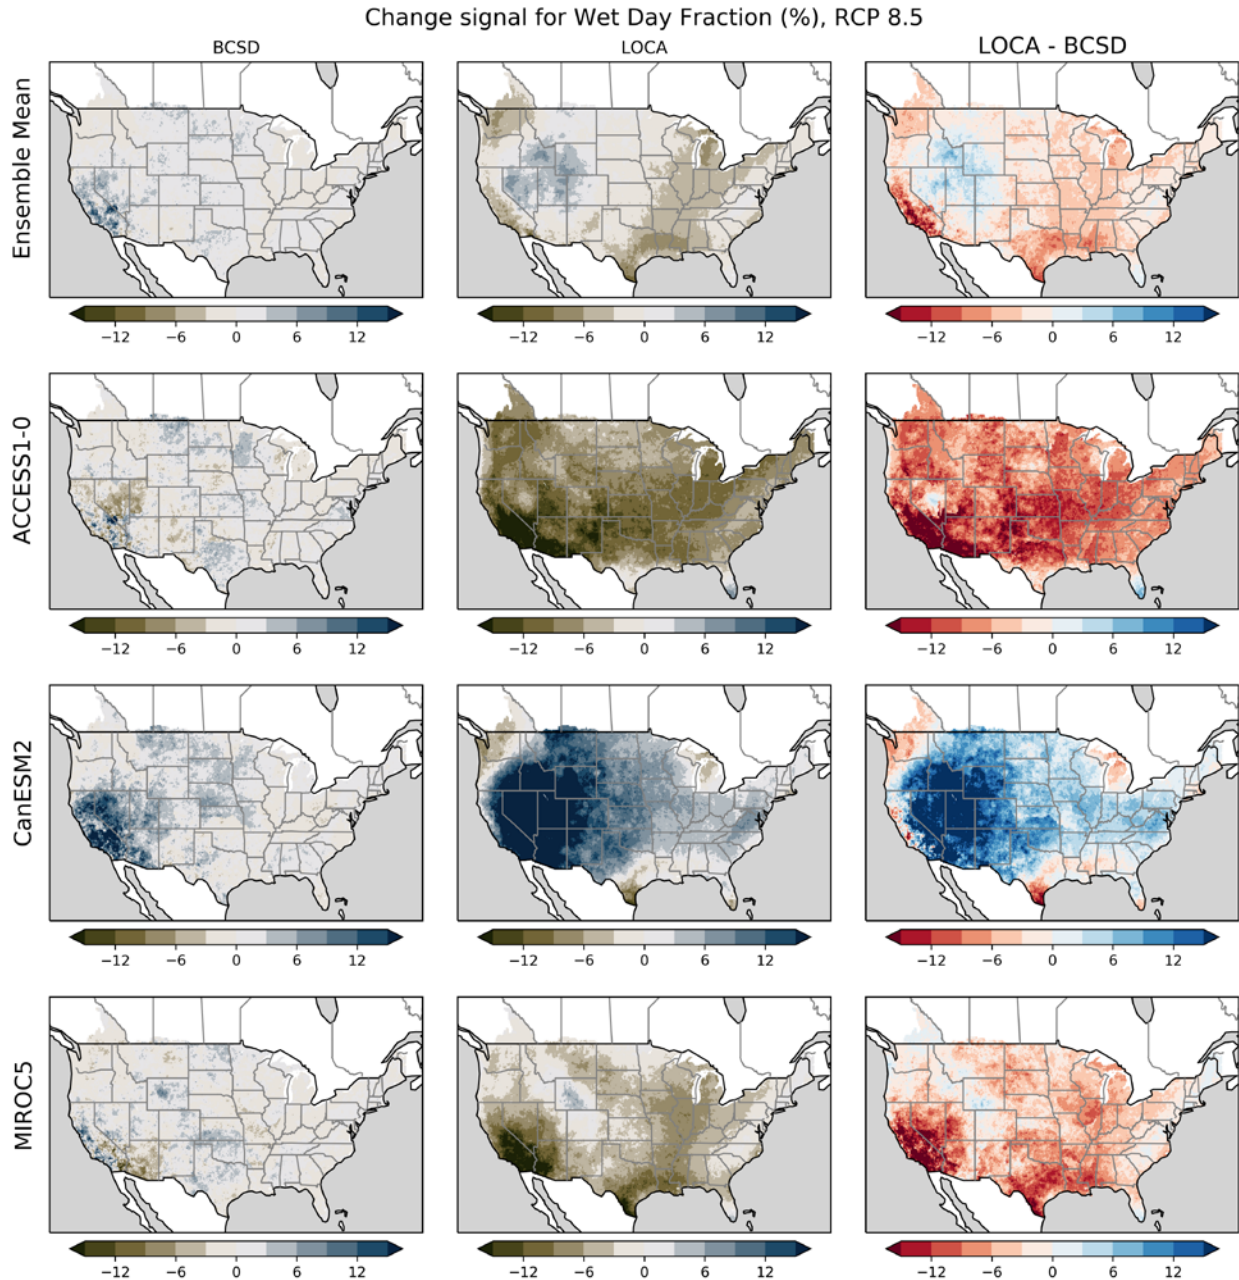 Change signal for Wet Day Fraction (%), RCP 8.5
BCSD LOCA LOCA - BCSD
Ensemble Mean
−12 −6 0 6 12 −12 −6 0 6 12 −12 −6 0 6 12
ACCESS1-0
−12 −6 0 6 12 −12 −6 0 6 12 −12 −6 0 6 12
CanESM2
−12 −6 0 6 12 −12 −6 0 6 12 −12 −6 0 6 12
MIROC5
−12 −6 0 6 12 −12 −6 0 6 12 −12 −6 0 6 12